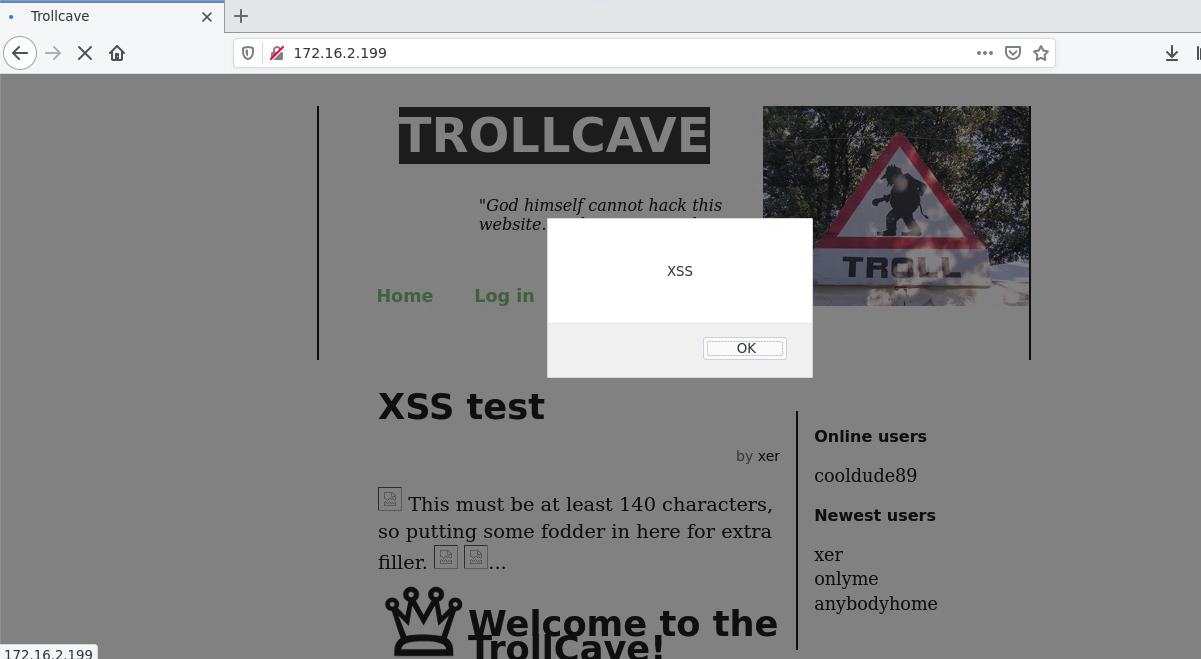 Trollcave
172.16.2.199
TROLLCAVE
TROLL
"God himself cannot hack this
website.
XSS
OK
Home Log in
XSS test
by xer
This must be at least 140 characters,
so putting some fodder in here for extra
filler. ...
Welcome to the
TrollCave!
Online users
cooldude89
Newest users
xer
onlyme
anybodyhome
172.16.2.199